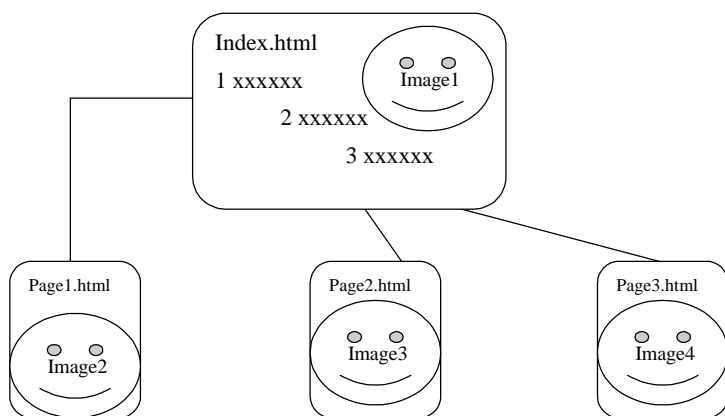 Index.html
Image1
1 xxxxxx
2 xxxxxx
3 xxxxxx
Page1.html
Image2
Page2.html
Image3
Page3.html
Image4